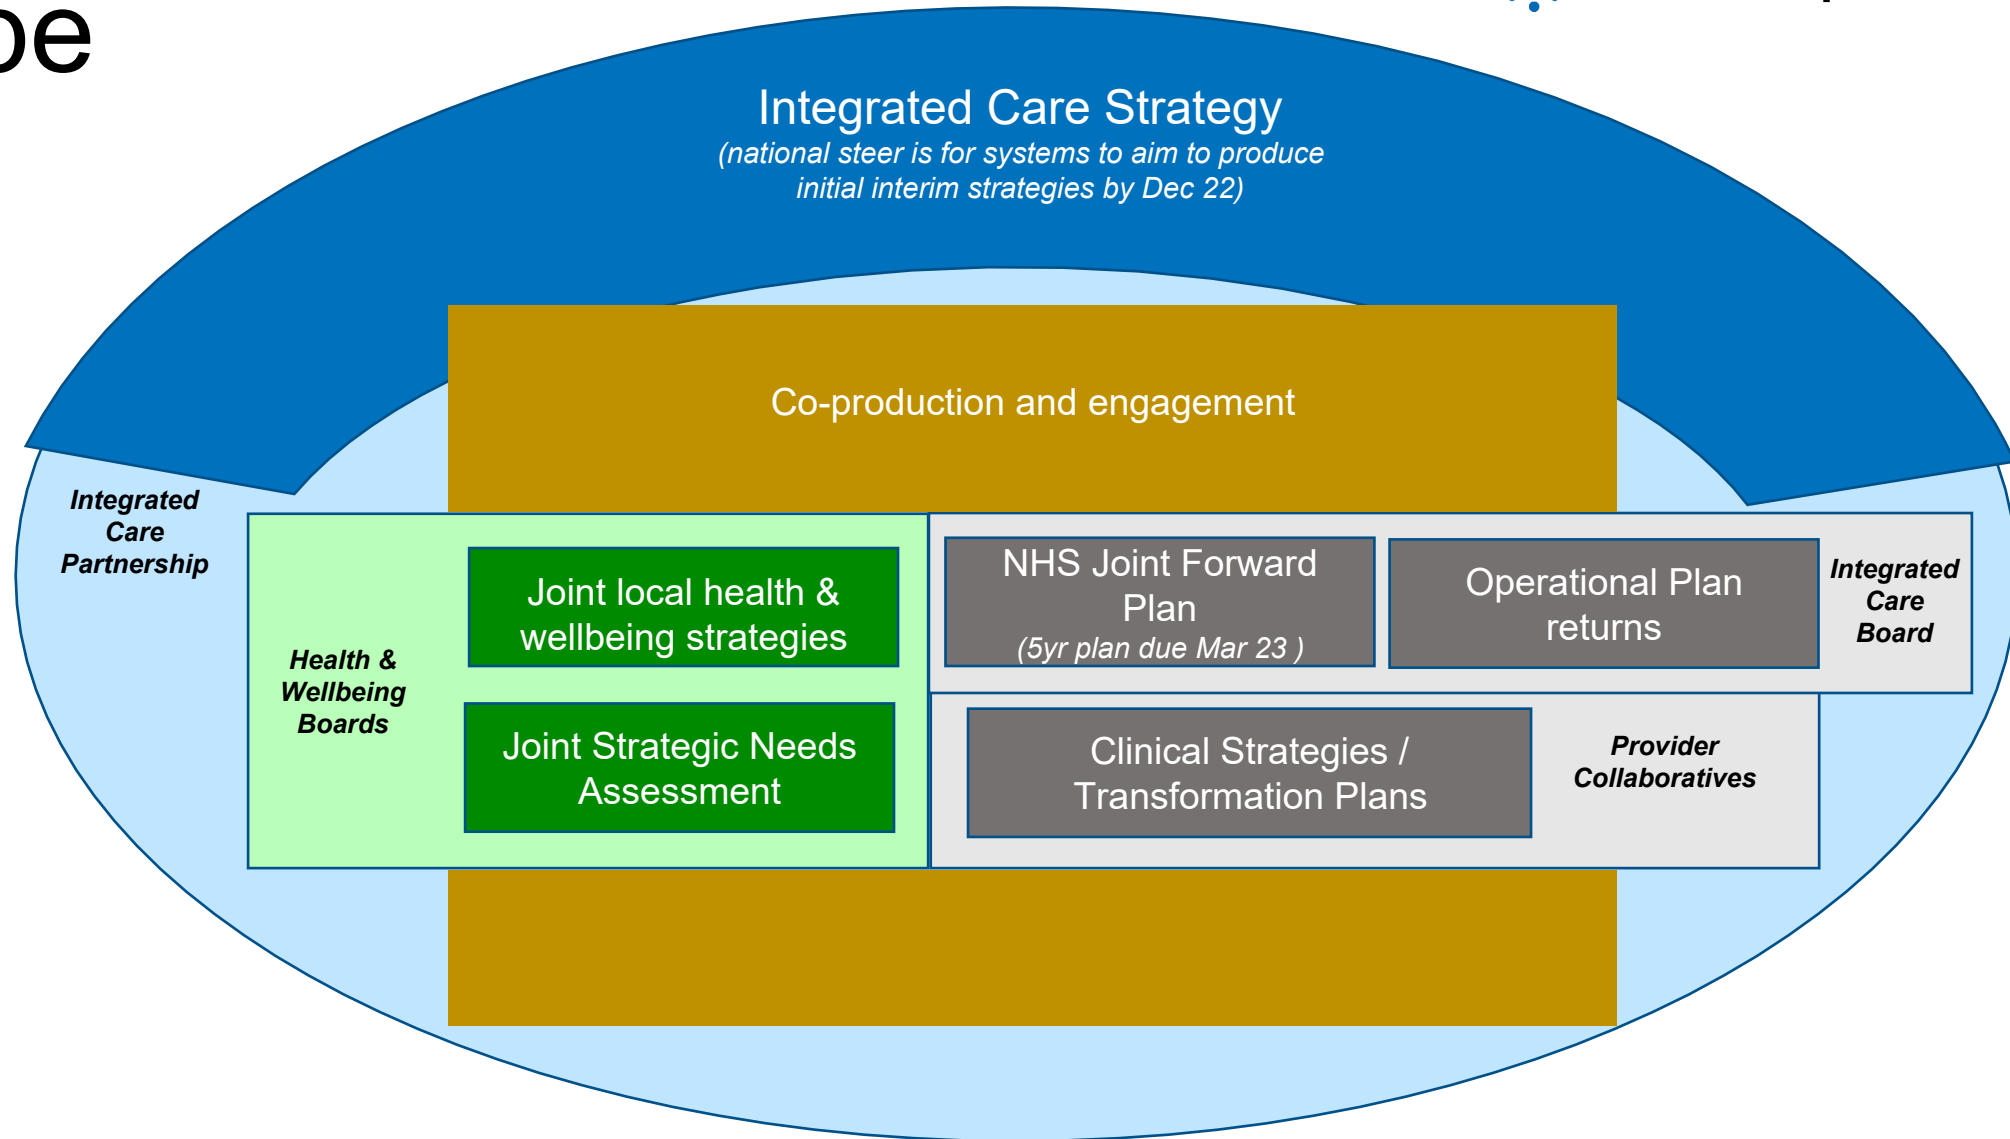 pe
Integrated Care Strategy
(national steer is for systems to aim to produce
initial interim strategies by Dec 22)
Co-production and engagement
Integrated
Care
Partnership
Health &
Wellbeing
Boards
Joint local health &
wellbeing strategies
Joint Strategic Needs
Assessment
NHS Joint Forward
Plan
(5yr plan due Mar 23 )
Operational Plan
returns
Integrated
Care
Board
Clinical Strategies /
Transformation Plans
Provider
Collaboratives